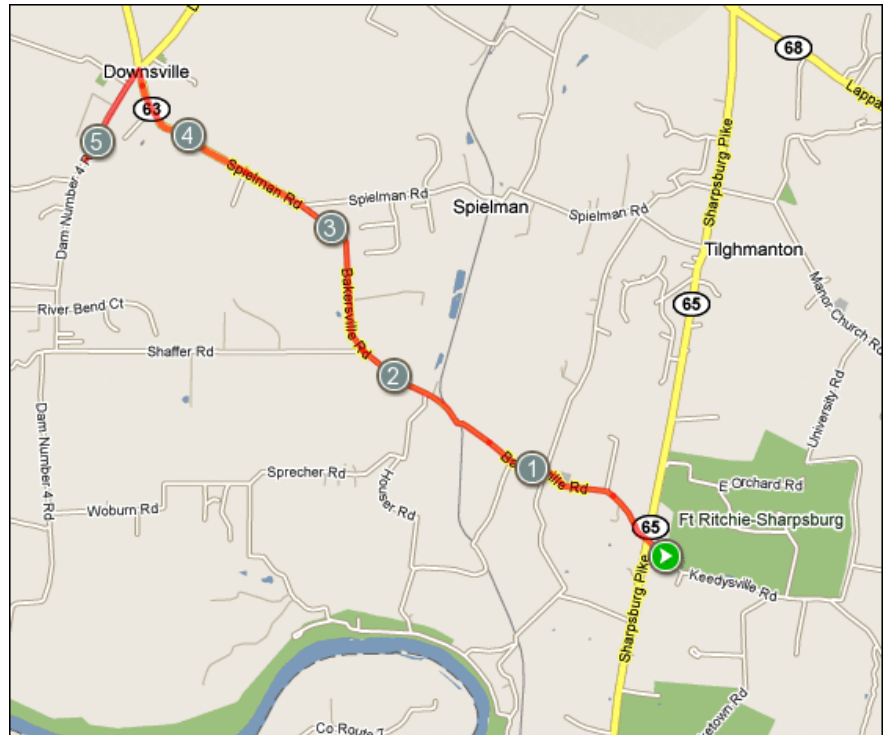 68
Lappa
Downsville
63
4
5
Spielman Rd
Spielman Rd
Spielman
Spielman Rd
Sharpsburg Pike
Tilghmanton
3
Dam Number 4 R
Manor Church Rd
65
River Bend Ct
Bakersville Rd
Shaffer Rd
2
University Rd
Dam Number 4 Rd
Sprecher Rd
1
ille Rd
E Orchard Rd
Houser Rd
Woburn Rd
65
Ft Ritchie-Sharpsburg
Keedysville Rd
Sharpsburg Pike
etown Rd
Co Route 7